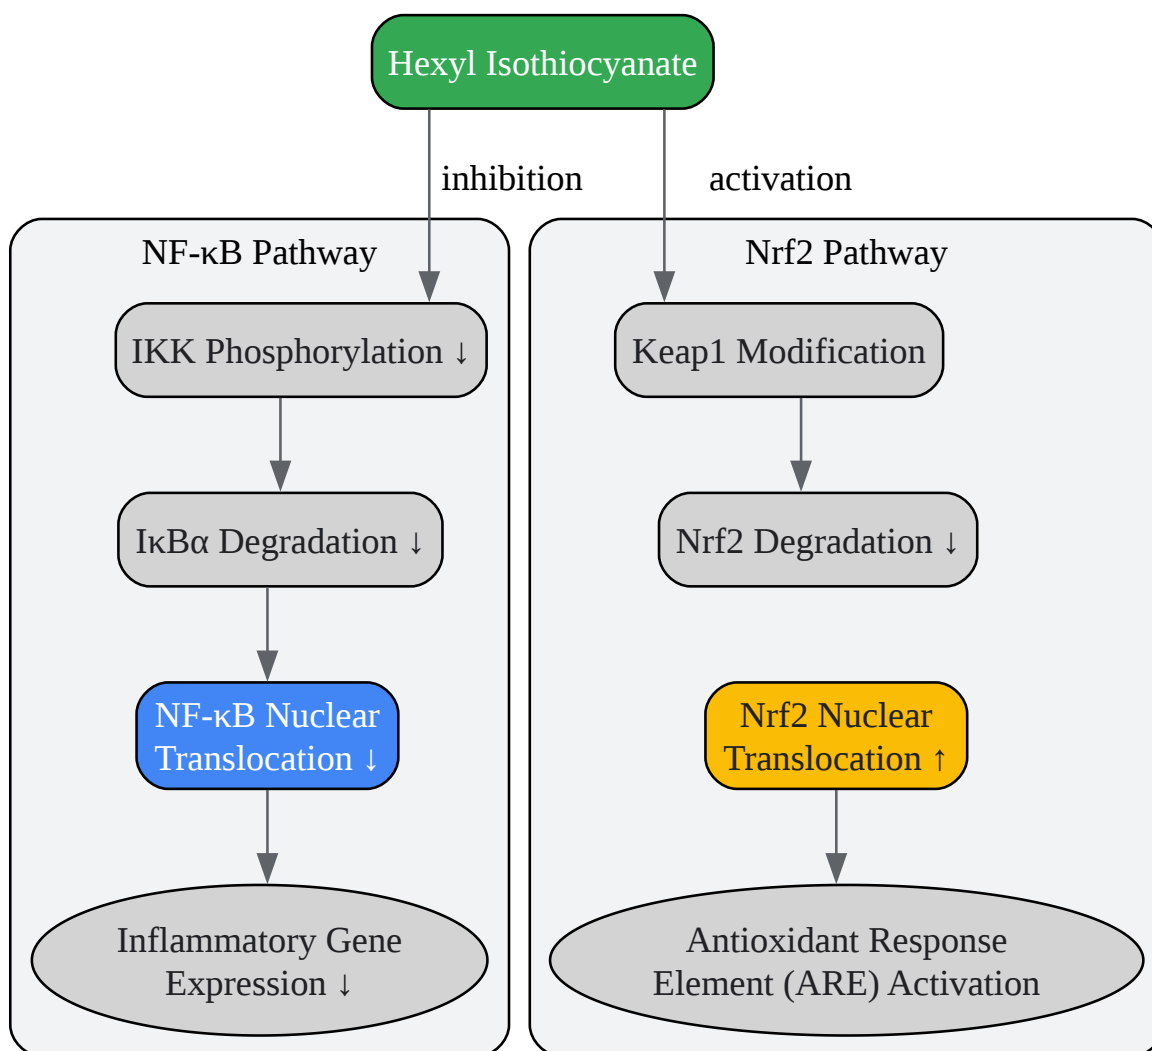 Hexyl Isothiocyanate
inhibition
activation
NF-κB Pathway
IKK Phosphorylation ↓
IκBα Degradation ↓
NF-κB Nuclear
Translocation ↓
Inflammatory Gene
Expression ↓
Nrf2 Pathway
Keap1 Modification
Nrf2 Degradation ↓
Nrf2 Nuclear
Translocation ↑
Antioxidant Response
Element (ARE) Activation